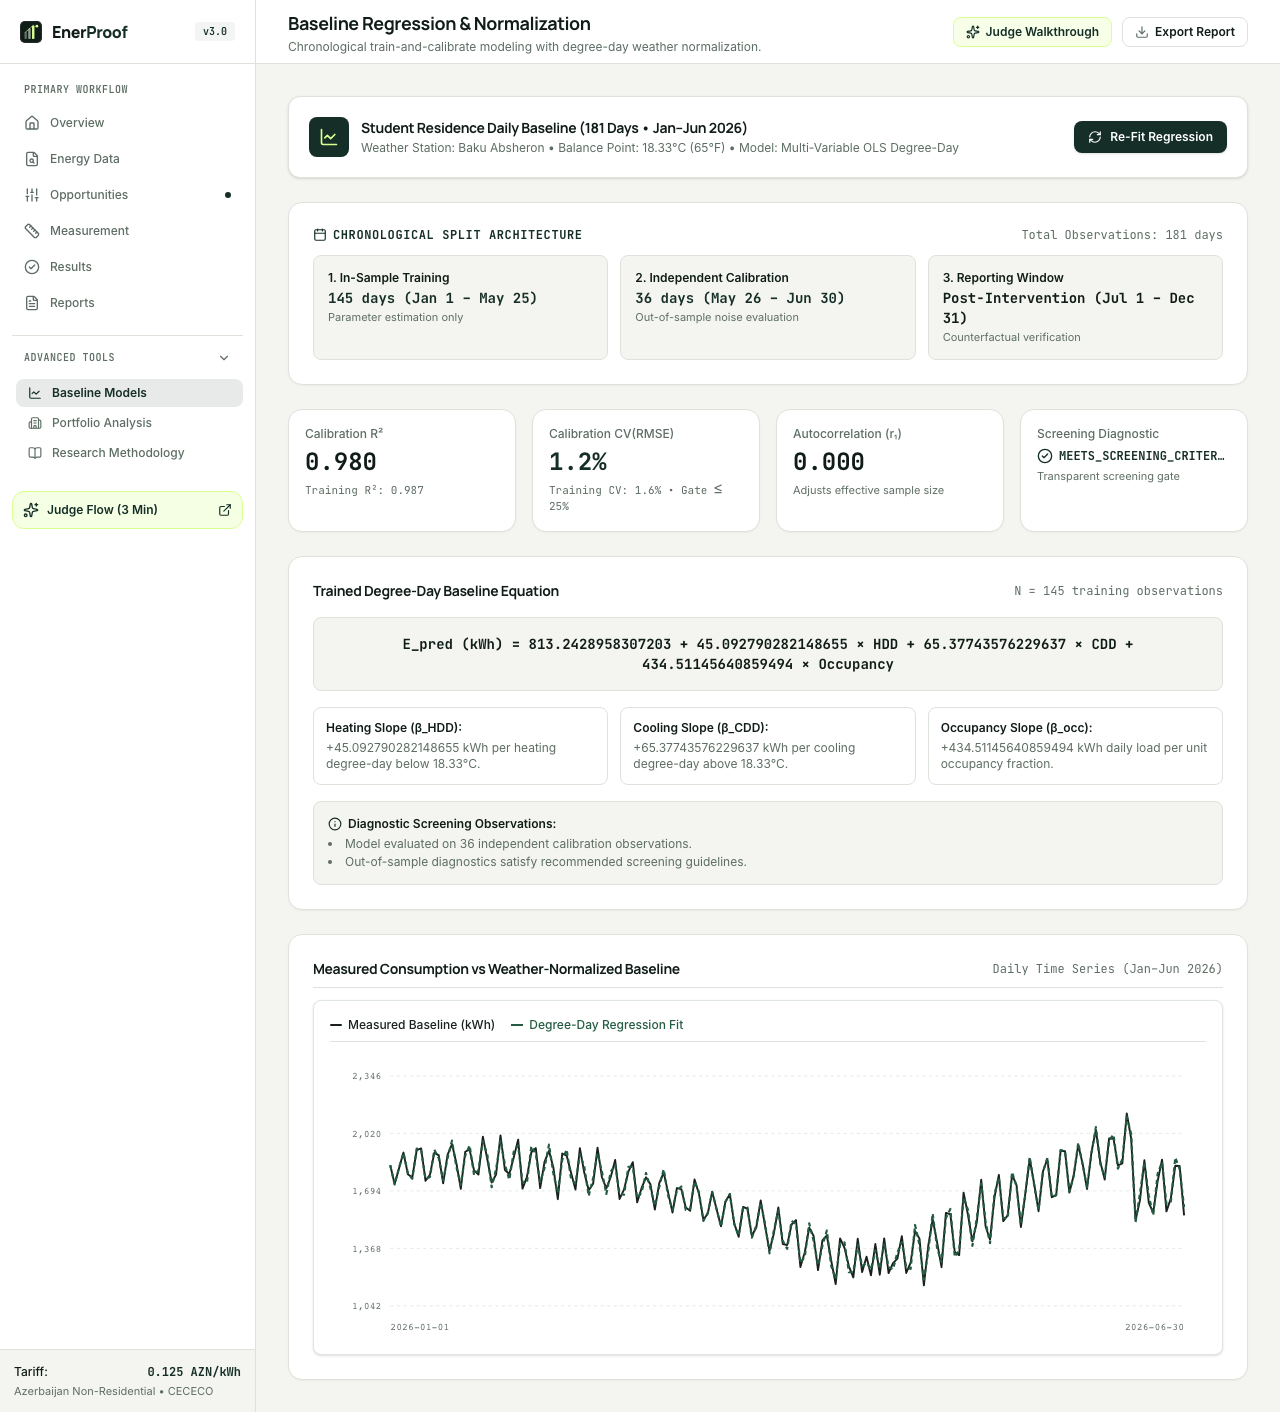 EnerProof
v3.0
PRIMARY WORKFLOW
Overview
Energy Data
Opportunities
Measurement
Results
Reports
ADVANCED TOOLS
Baseline Models
Portfolio Analysis
Research Methodology
Judge Flow (3 Min)
Tariff:
0.125 AZN/kWh
Azerbaijan Non-Residential • CECECO
Baseline Regression & Normalization
Chronological train-and-calibrate modeling with degree-day weather normalization.
Judge Walkthrough
Export Report
Student Residence Daily Baseline (181 Days • Jan–Jun 2026)
Weather Station: Baku Absheron • Balance Point: 18.33°C (65°F) • Model: Multi-Variable OLS Degree-Day
Re-Fit Regression
CHRONOLOGICAL SPLIT ARCHITECTURE
Total Observations: 181 days
1. In-Sample Training
145 days (Jan 1 – May 25)
Parameter estimation only
2. Independent Calibration
36 days (May 26 – Jun 30)
Out-of-sample noise evaluation
3. Reporting Window
Post-Intervention (Jul 1 – Dec
31)
Counterfactual verification
Calibration R²
0.980
Training R²: 0.987
Calibration CV(RMSE)
1.2%
Training CV: 1.6% • Gate ≤
25%
Autocorrelation (r₁)
0.000
Adjusts effective sample size
Screening Diagnostic
MEETS_SCREENING_CRITER…
Transparent screening gate
Trained Degree-Day Baseline Equation
N = 145 training observations
E_pred (kWh) = 813.2428958307203 + 45.092790282148655 × HDD + 65.37743576229637 × CDD +
434.51145640859494 × Occupancy
Heating Slope (β_HDD):
+45.092790282148655 kWh per heating
degree-day below 18.33°C.
Cooling Slope (β_CDD):
+65.37743576229637 kWh per cooling
degree-day above 18.33°C.
Occupancy Slope (β_occ):
+434.51145640859494 kWh daily load per unit
occupancy fraction.
Diagnostic Screening Observations:
• Model evaluated on 36 independent calibration observations.
• Out-of-sample diagnostics satisfy recommended screening guidelines.
Measured Consumption vs Weather-Normalized Baseline
Daily Time Series (Jan–Jun 2026)
Measured Baseline (kWh)
Degree-Day Regression Fit
2,346
2,020
1,694
1,368
1,042
2026-01-01
2026-06-30